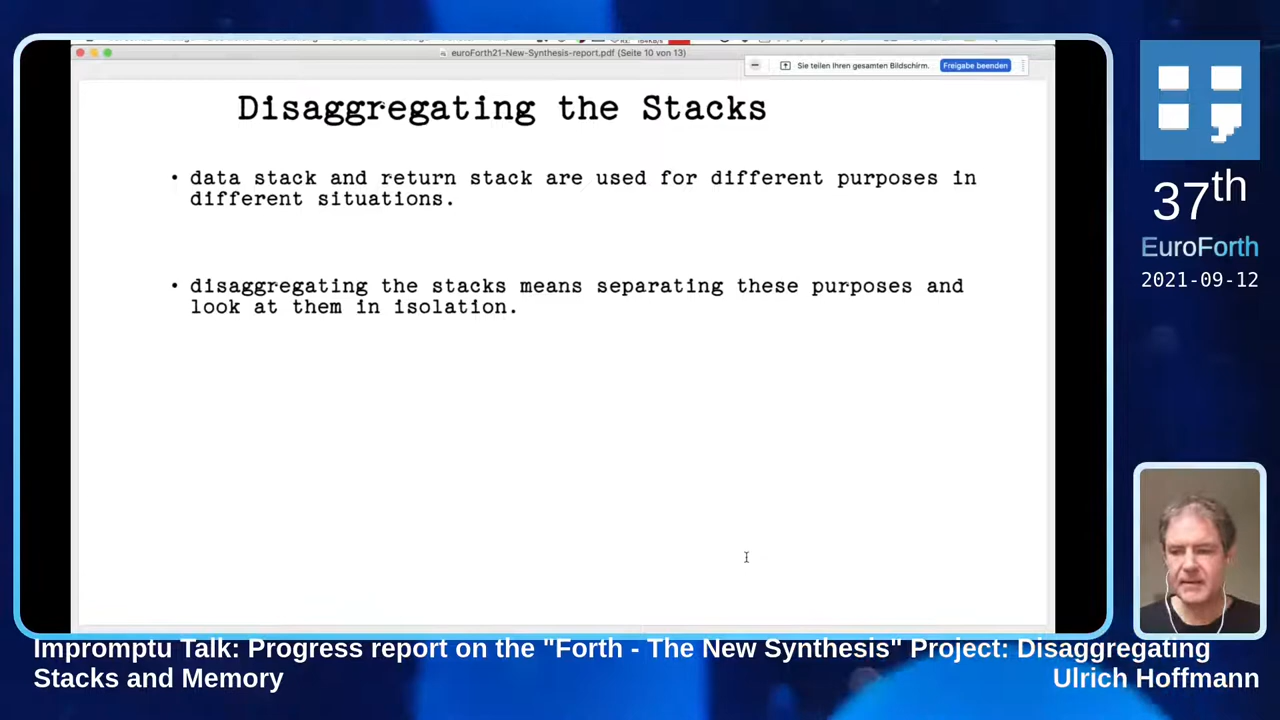 euroForth21-New-Synthesis-report.pdf (Seite 10 von 13)
Sie teilen Ihren gesamten Bildschirm. Freigabe beenden
Disaggregating the Stacks
• data stack and return stack are used for different purposes in
different situations.
• disaggregating the stacks means separating these purposes and
look at them in isolation.
37th
EuroForth
2021-09-12
Impromptu Talk: Progress report on the "Forth - The New Synthesis" Project: Disaggregating
Stacks and Memory
Ulrich Hoffmann